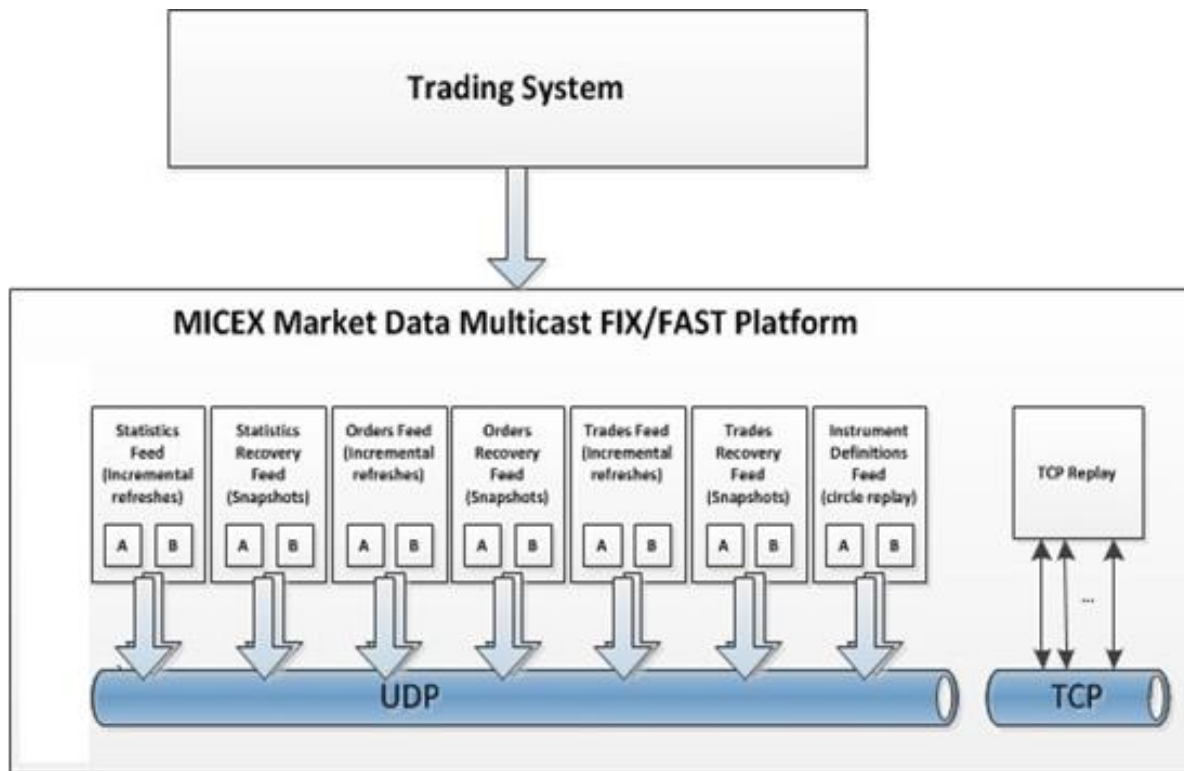 Trading System
MICEX Market Data Multicast FIX/FAST Platform
Statistics
Feed
(Incremental
refreshes)
A B
Statistics
Recovery
Feed
(Snapshots)
A B
Orders Feed
(Incremental
refreshes)
A B
Orders
Recovery
Feed
(Snapshots)
A B
Trades Feed
(Incremental
refreshes)
A B
Trades
Recovery
Feed
(Snapshots)
A B
Instrument
Definitions
Feed
(circle replay)
A B
TCP Replay
...
UDP
TCP